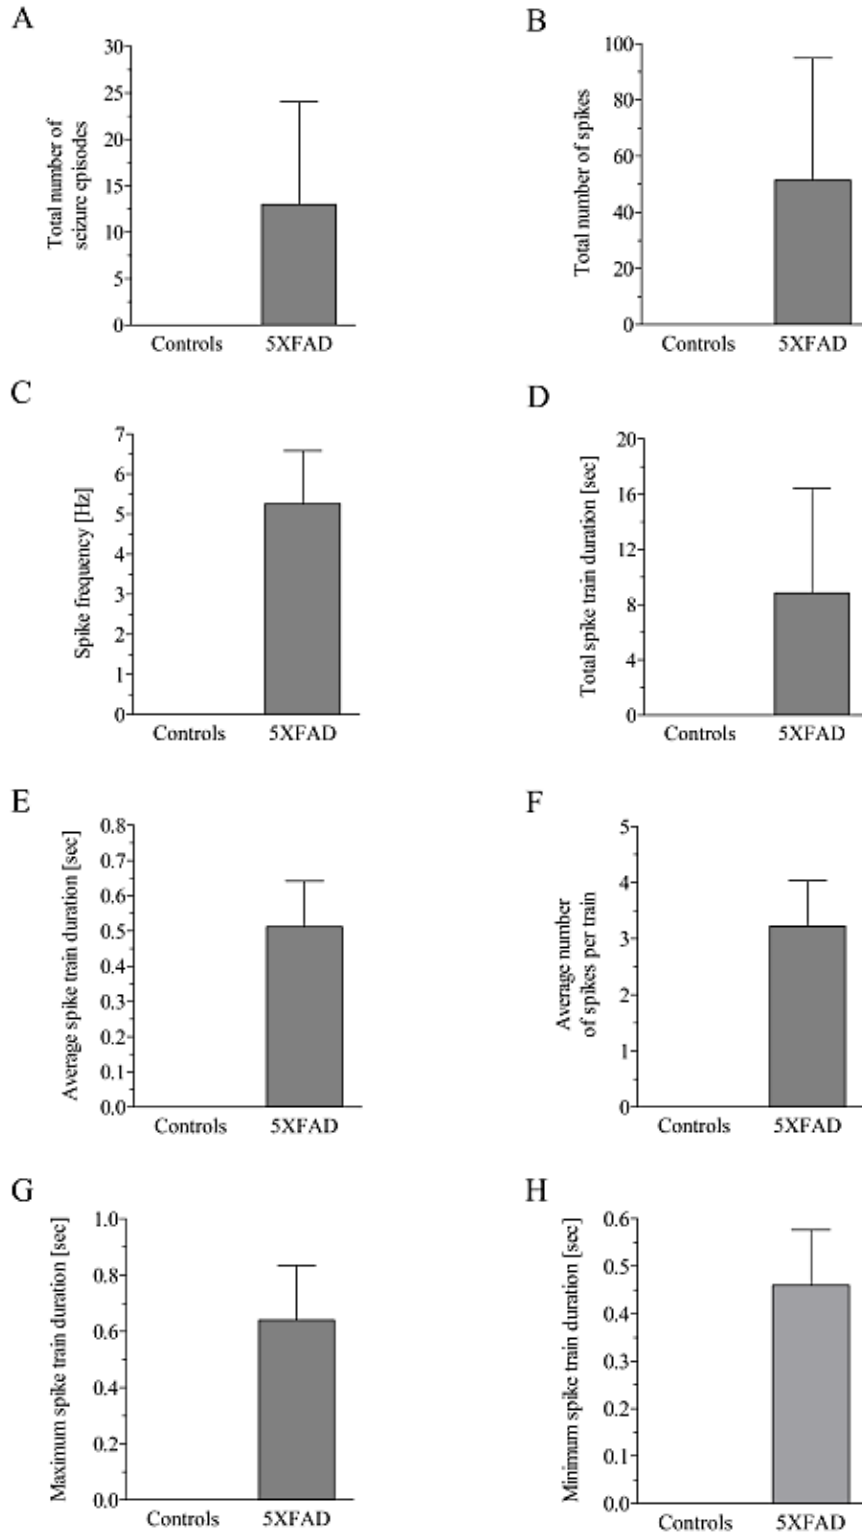 A
30
25
20
15
10
5
0
Total number of
seizure episodes
Controls
5XFAD
B
100
80
60
40
20
0
Total number of spikes
Controls
5XFAD
C
7
6
5
4
3
2
1
0
Spike frequency [Hz]
Controls
5XFAD
D
20
16
12
8
4
0
Total spike train duration [sec]
Controls
5XFAD
E
0.8
0.7
0.6
0.5
0.4
0.3
0.2
0.1
0.0
Average spike train duration [sec]
Controls
5XFAD
F
5
4
3
2
1
0
Average number
of spikes per train
Controls
5XFAD
G
1.0
0.8
0.6
0.4
0.2
0.0
Maximum spike train duration [sec]
Controls
5XFAD
H
0.6
0.5
0.4
0.3
0.2
0.1
0.0
Minimum spike train duration [sec]
Controls
5XFAD